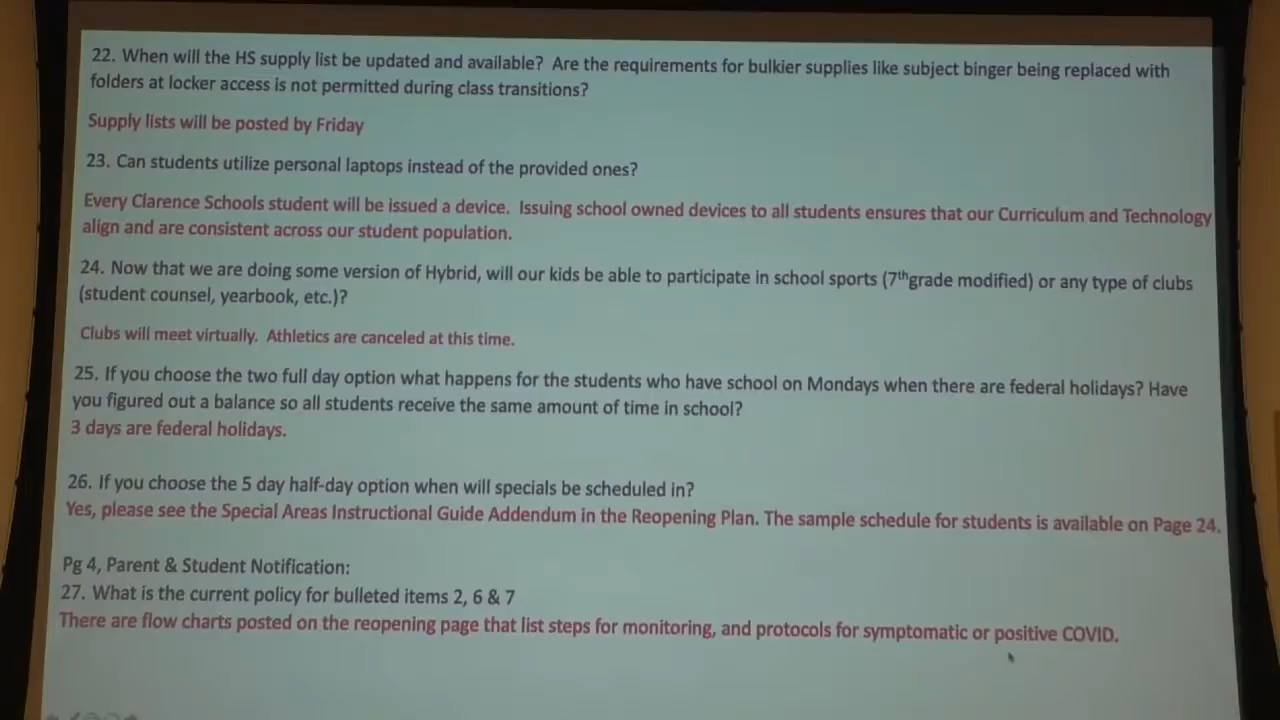 22. When will the HS supply list be updated and available? Are the requirements for bulkier supplies like subject binger being replaced with
folders at locker access is not permitted during class transitions?
Supply lists will be posted by Friday
23. Can students utilize personal laptops instead of the provided ones?
Every Clarence Schools student will be issued a device. Issuing school owned devices to all students ensures that our Curriculum and Technology
align and are consistent across our student population.
24. Now that we are doing some version of Hybrid, will our kids be able to participate in school sports (7thgrade modified) or any type of clubs
(student counsel, yearbook, etc.)?
Clubs will meet virtually. Athletics are canceled at this time.
25. If you choose the two full day option what happens for the students who have school on Mondays when there are federal holidays? Have
you figured out a balance so all students receive the same amount of time in school?
3 days are federal holidays.
26. If you choose the 5 day half-day option when will specials be scheduled in?
Yes, please see the Special Areas Instructional Guide Addendum in the Reopening Plan. The sample schedule for students is available on Page 24.
Pg 4, Parent & Student Notification:
27. What is the current policy for bulleted items 2, 6 & 7
There are flow charts posted on the reopening page that list steps for monitoring, and protocols for symptomatic or positive COVID.